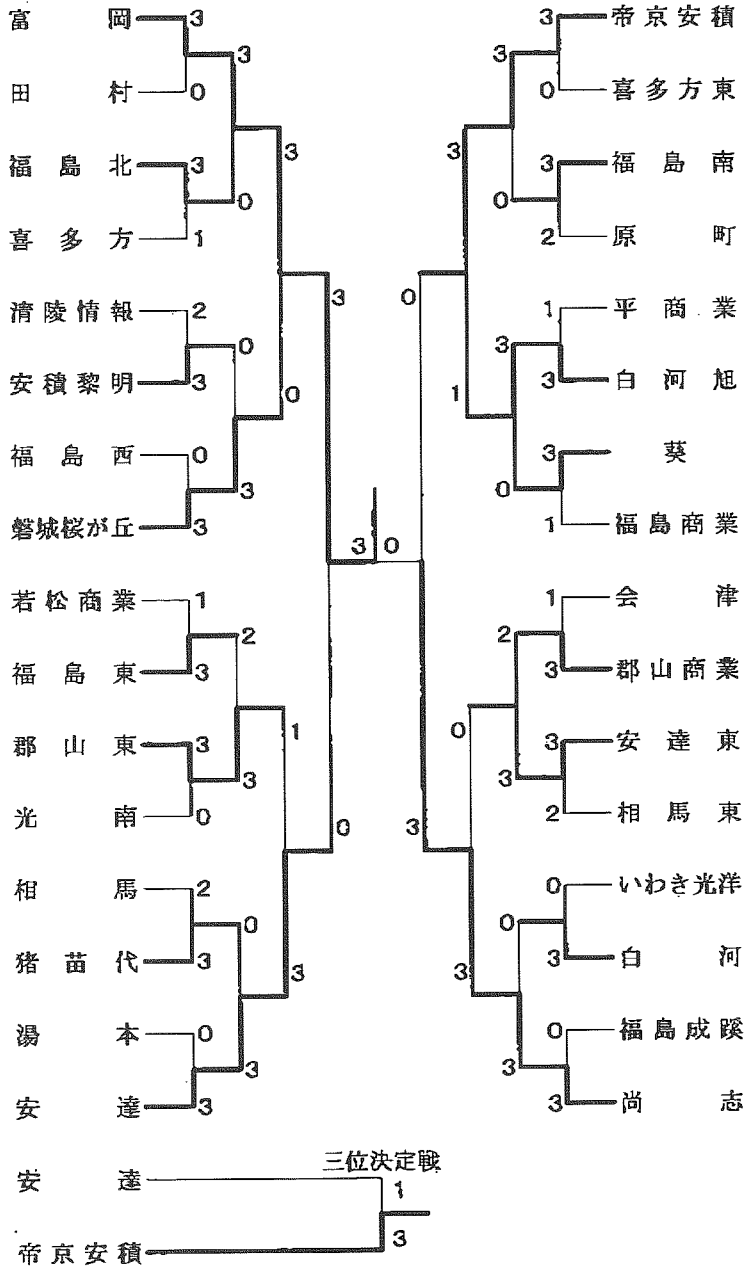 富岡 3
3
田村 0
3
福島北 3
0
喜多方 1
3
清陵情報 2
0
安積黎明 3
0
福島西 0
3
磐城桜が丘 3
3 0
若松商業 1
2
福島東 3
1
郡山東 3
3
光南 0
0
相馬 2
0
猪苗代 3
3
湯本 0
3
安達 3
3 帝京安積
3
0 喜多方東
3
3 福島南
0
2 原町
0
1 平商業
3
3 白河旭
1
3 葵
0
1 福島商業
1 会津
2
3 郡山商業
0
3 安達東
3
2 相馬東
3
0 いわき光洋
0
3 白河
3
0 福島成蹊
3
3 尚志
三位決定戦
安達 1
帝京安積 3